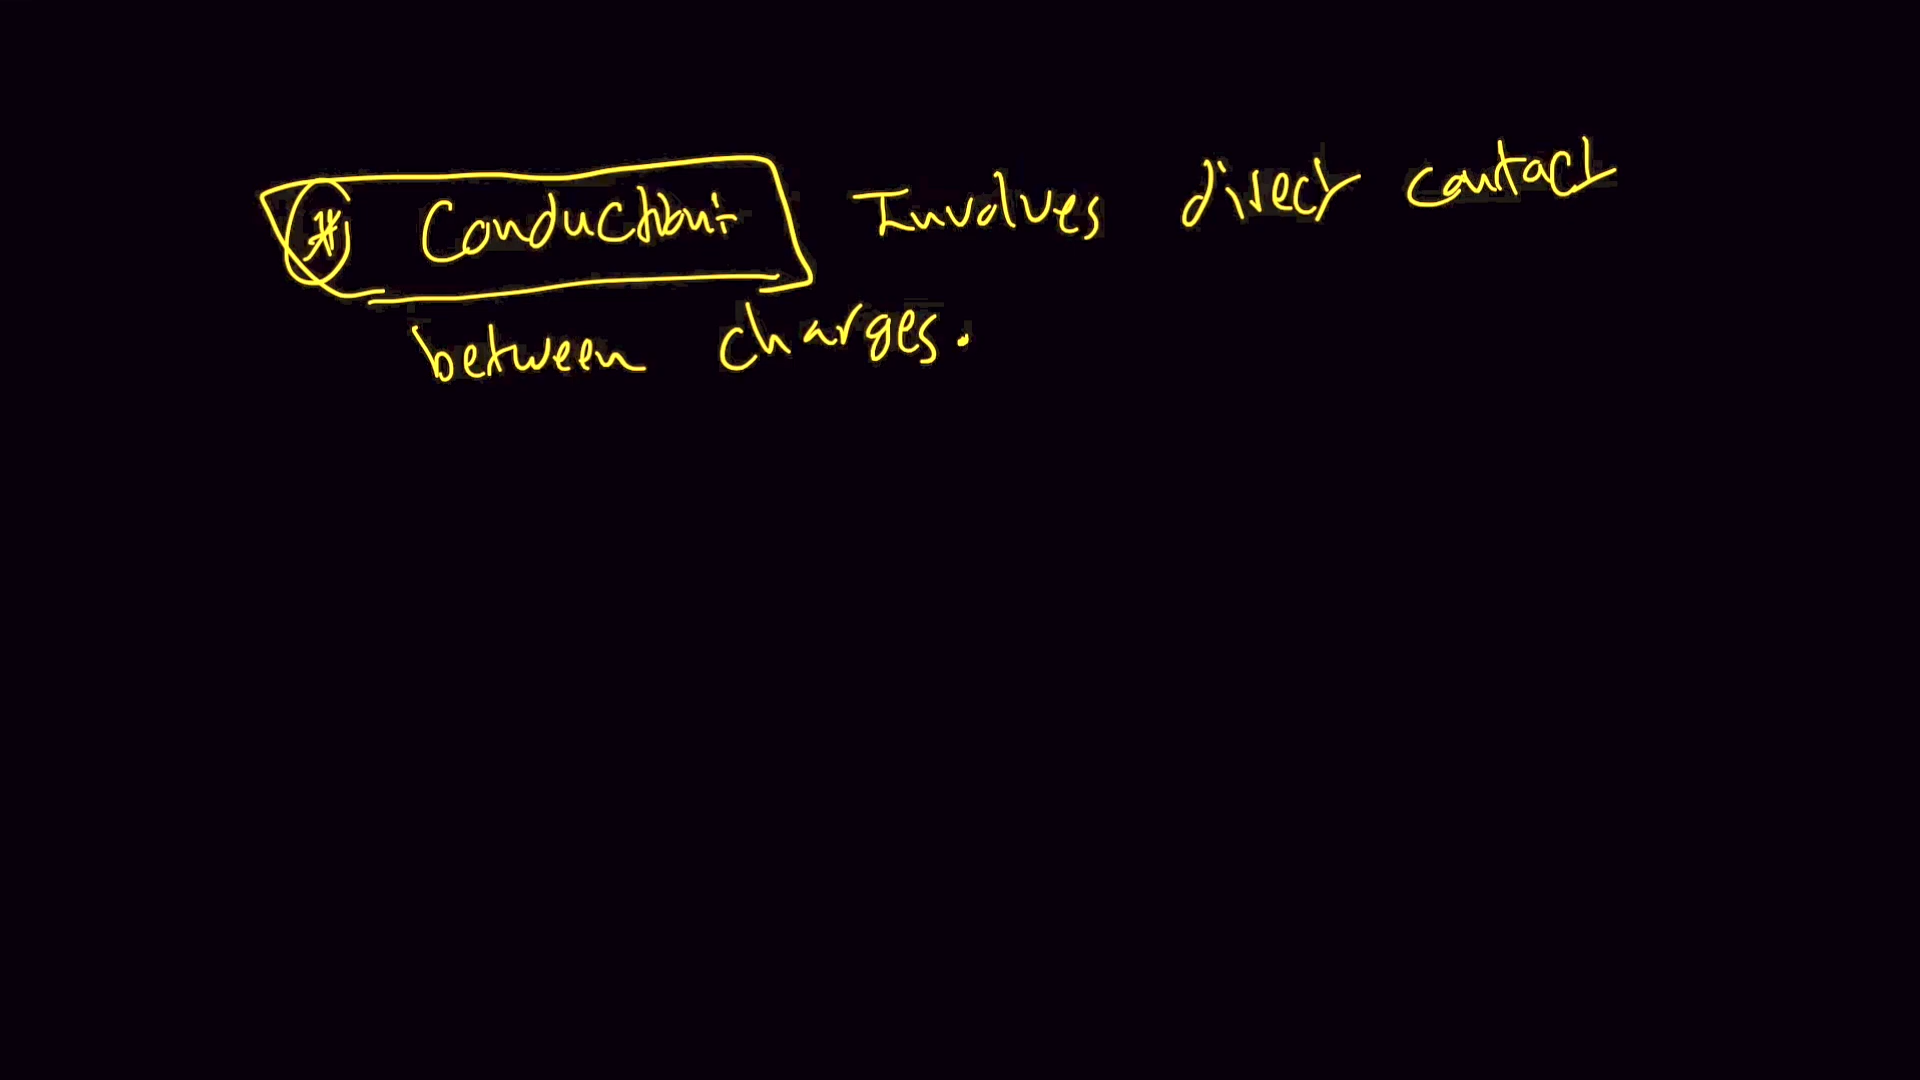 * Conduction:- Involves direct contact
between charges.